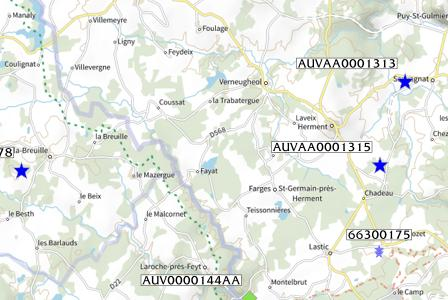 Manaly
Villemeyre
Puy-St-Gulmier
Foulage
Ligny
Feydeix
Coulignat
Villevergne
AUVAA0001313
Verneugheol
Coussat
la Trabatergue
D568
Laveix
Herment
la Breuille
78
la-Breuille
AUVAA0001315
le Mazergue
Fayat
Farges
St-Germain-près-
Herment
Chadeau
le Beix
le Malcornet
Teissonnières
le Besth
66300175
les Barlauds
Lastic
Laroche-près-Feyt
AUV0000144AA
D21
Montelbrut
le Camp